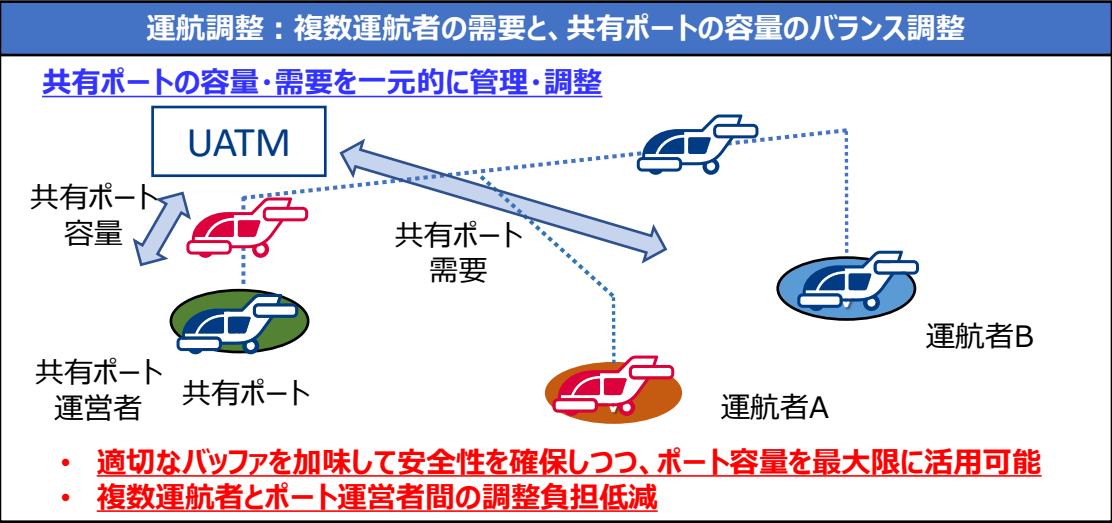 運航調整：複数運航者の需要と、共有ポートの容量のバランス調整
共有ポートの容量・需要を一元的に管理・調整
UATM
共有ポート
容量
共有ポート
需要
共有ポート
運営者
共有ポート
運航者A
運航者B
• 適切なバッファを加味して安全性を確保しつつ、ポート容量を最大限に活用可能
• 複数運航者とポート運営者間の調整負担低減